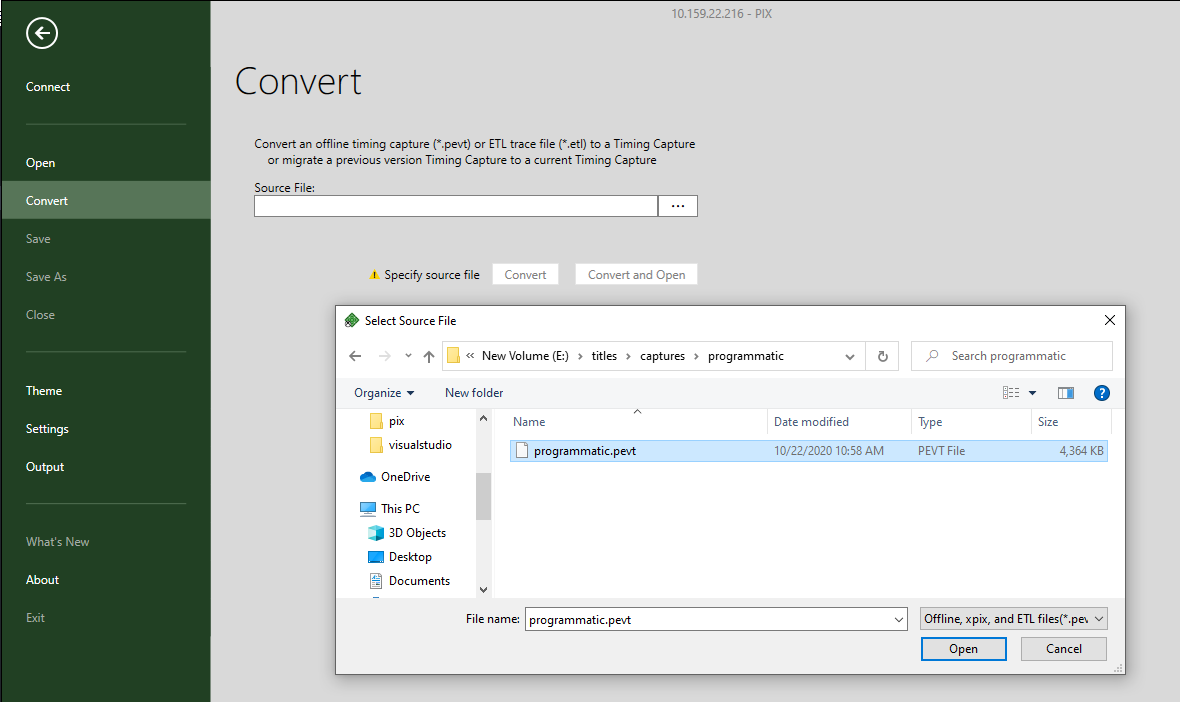 10.159.22.216 - PIX
Connect
Open
Convert
Save
Save As
Close
Theme
Settings
Output
What's New
About
Exit
Convert
Convert an offline timing capture (*.pevt) or ETL trace file (*.etl) to a Timing Capture
or migrate a previous version Timing Capture to a current Timing Capture
Source File:
...
Specify source file
Convert
Convert and Open
Select Source File
« New Volume (E:) › titles › captures › programmatic
Search programmatic
Organize
New folder
?
pix
visualstudio
OneDrive
This PC
3D Objects
Desktop
Documents
Name Date modified Type Size
programmatic.pevt 10/22/2020 10:58 AM PEVT File 4,364 KB
File name: programmatic.pevt
Offline, xpix, and ETL files(*.pev
Open
Cancel